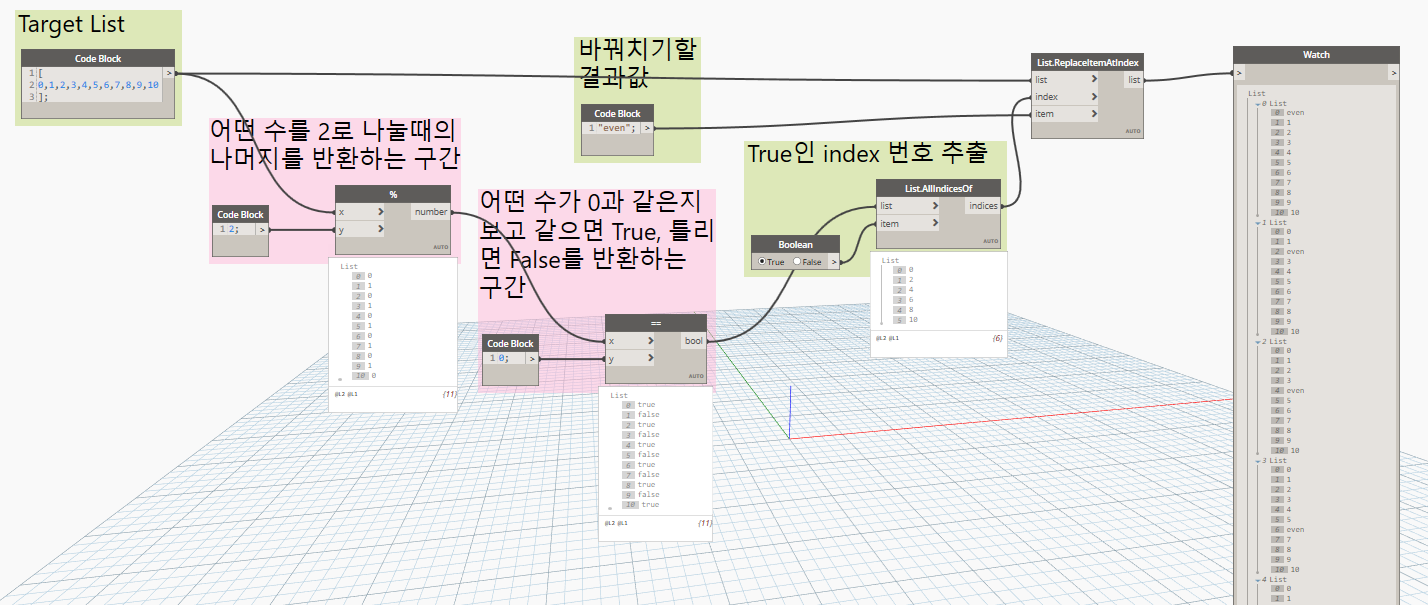 Target List
Code Block
>
1 [
2 0,1,2,3,4,5,6,7,8,9,10
3 ];
어떤 수를 2로 나눌때의
나머지를 반환하는 구간
Code Block
1 2; >
%
x > number
y >
AUTO
List
0 0
1 1
2 0
3 1
4 0
5 1
6 0
7 1
8 0
9 1
10 0
@L2 @L1 {11}
어떤 수가 0과 같은지
보고 같으면 True, 틀리
면 False를 반환하는
구간
Code Block
1 0; >
==
x > bool
y >
AUTO
List
0 true
1 false
2 true
3 false
4 true
5 false
6 true
7 false
8 true
9 false
10 true
@L2 @L1 {11}
바꿔치기할
결과값
Code Block
1 "even"; >
True인 index 번호 추출
Boolean
True False >
List.AllIndicesOf
list > indices
item >
AUTO
List
0 0
1 2
2 4
3 6
4 8
5 10
@L2 @L1 {6}
List.ReplaceItemAtIndex
list > list
index >
item >
AUTO
Watch
> >
List
0 List
0 even
1 1
2 2
3 3
4 4
5 5
6 6
7 7
8 8
9 9
10 10
1 List
0 0
1 1
2 even
3 3
4 4
5 5
6 6
7 7
8 8
9 9
10 10
2 List
0 0
1 1
2 2
3 3
4 even
5 5
6 6
7 7
8 8
9 9
10 10
3 List
0 0
1 1
2 2
3 3
4 4
5 5
6 even
7 7
8 8
9 9
10 10
4 List
0 0
1 1